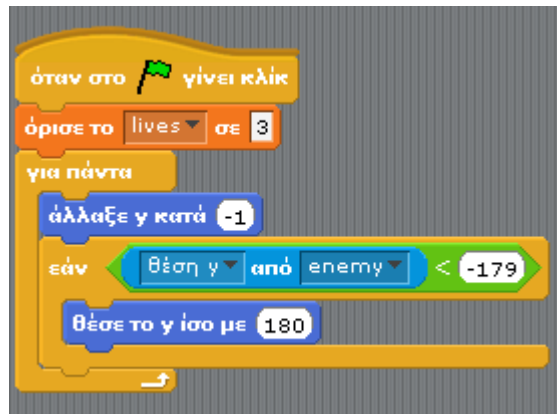 όταν στο γίνει κλικ
όρισε το lives σε 3
για πάντα
άλλαξε y κατά -1
εάν θέση y από enemy < -179
θέσε το y ίσο με 180